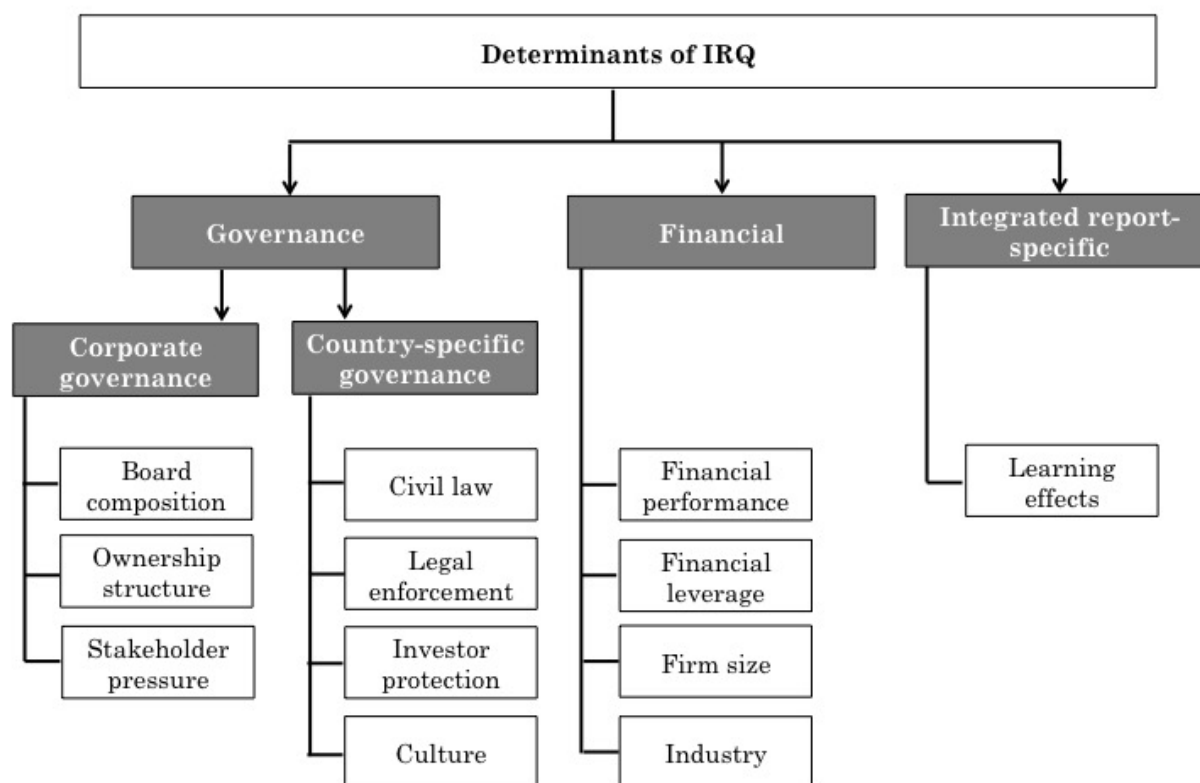 Determinants of IRQ
Governance
Financial
Integrated report-
specific
Corporate
governance
Country-specific
governance
Board
composition
Ownership
structure
Stakeholder
pressure
Civil law
Legal
enforcement
Investor
protection
Culture
Financial
performance
Financial
leverage
Firm size
Industry
Learning
effects